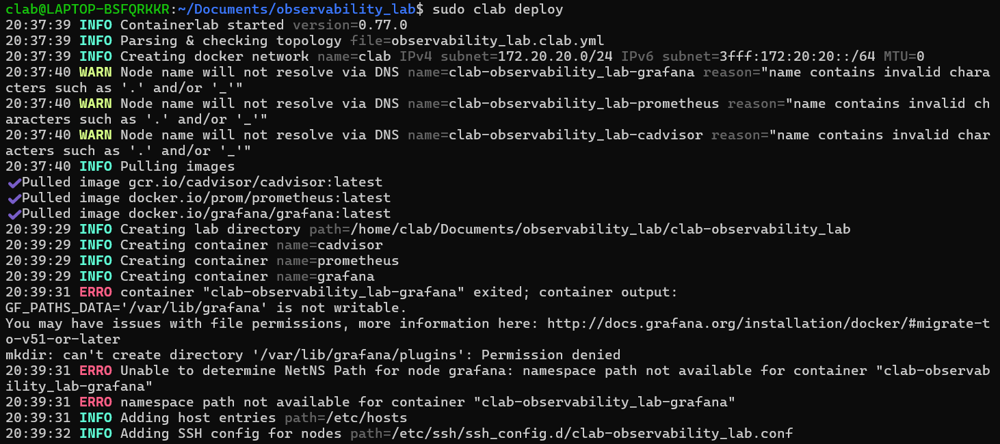 clab@LAPTOP-BSFQRKKR:~/Documents/observability_lab$ sudo clab deploy
20:37:39 INFO Containerlab started version=0.77.0
20:37:39 INFO Parsing & checking topology file=observability_lab.clab.yml
20:37:39 INFO Creating docker network name=clab IPv4 subnet=172.20.20.0/24 IPv6 subnet=3fff:172:20:20::/64 MTU=0
20:37:40 WARN Node name will not resolve via DNS name=clab-observability_lab-grafana reason="name contains invalid chara
cters such as '.' and/or '_'"
20:37:40 WARN Node name will not resolve via DNS name=clab-observability_lab-prometheus reason="name contains invalid ch
aracters such as '.' and/or '_'"
20:37:40 WARN Node name will not resolve via DNS name=clab-observability_lab-cadvisor reason="name contains invalid char
acters such as '.' and/or '_'"
20:37:40 INFO Pulling images
✔Pulled image gcr.io/cadvisor/cadvisor:latest
✔Pulled image docker.io/prom/prometheus:latest
✔Pulled image docker.io/grafana/grafana:latest
20:39:29 INFO Creating lab directory path=/home/clab/Documents/observability_lab/clab-observability_lab
20:39:29 INFO Creating container name=cadvisor
20:39:29 INFO Creating container name=prometheus
20:39:29 INFO Creating container name=grafana
20:39:31 ERRO container "clab-observability_lab-grafana" exited; container output:
GF_PATHS_DATA='/var/lib/grafana' is not writable.
You may have issues with file permissions, more information here: http://docs.grafana.org/installation/docker/#migrate-t
o-v51-or-later
mkdir: can't create directory '/var/lib/grafana/plugins': Permission denied
20:39:31 ERRO Unable to determine NetNS Path for node grafana: namespace path not available for container "clab-observab
ility_lab-grafana"
20:39:31 ERRO namespace path not available for container "clab-observability_lab-grafana"
20:39:31 INFO Adding host entries path=/etc/hosts
20:39:32 INFO Adding SSH config for nodes path=/etc/ssh/ssh_config.d/clab-observability_lab.conf